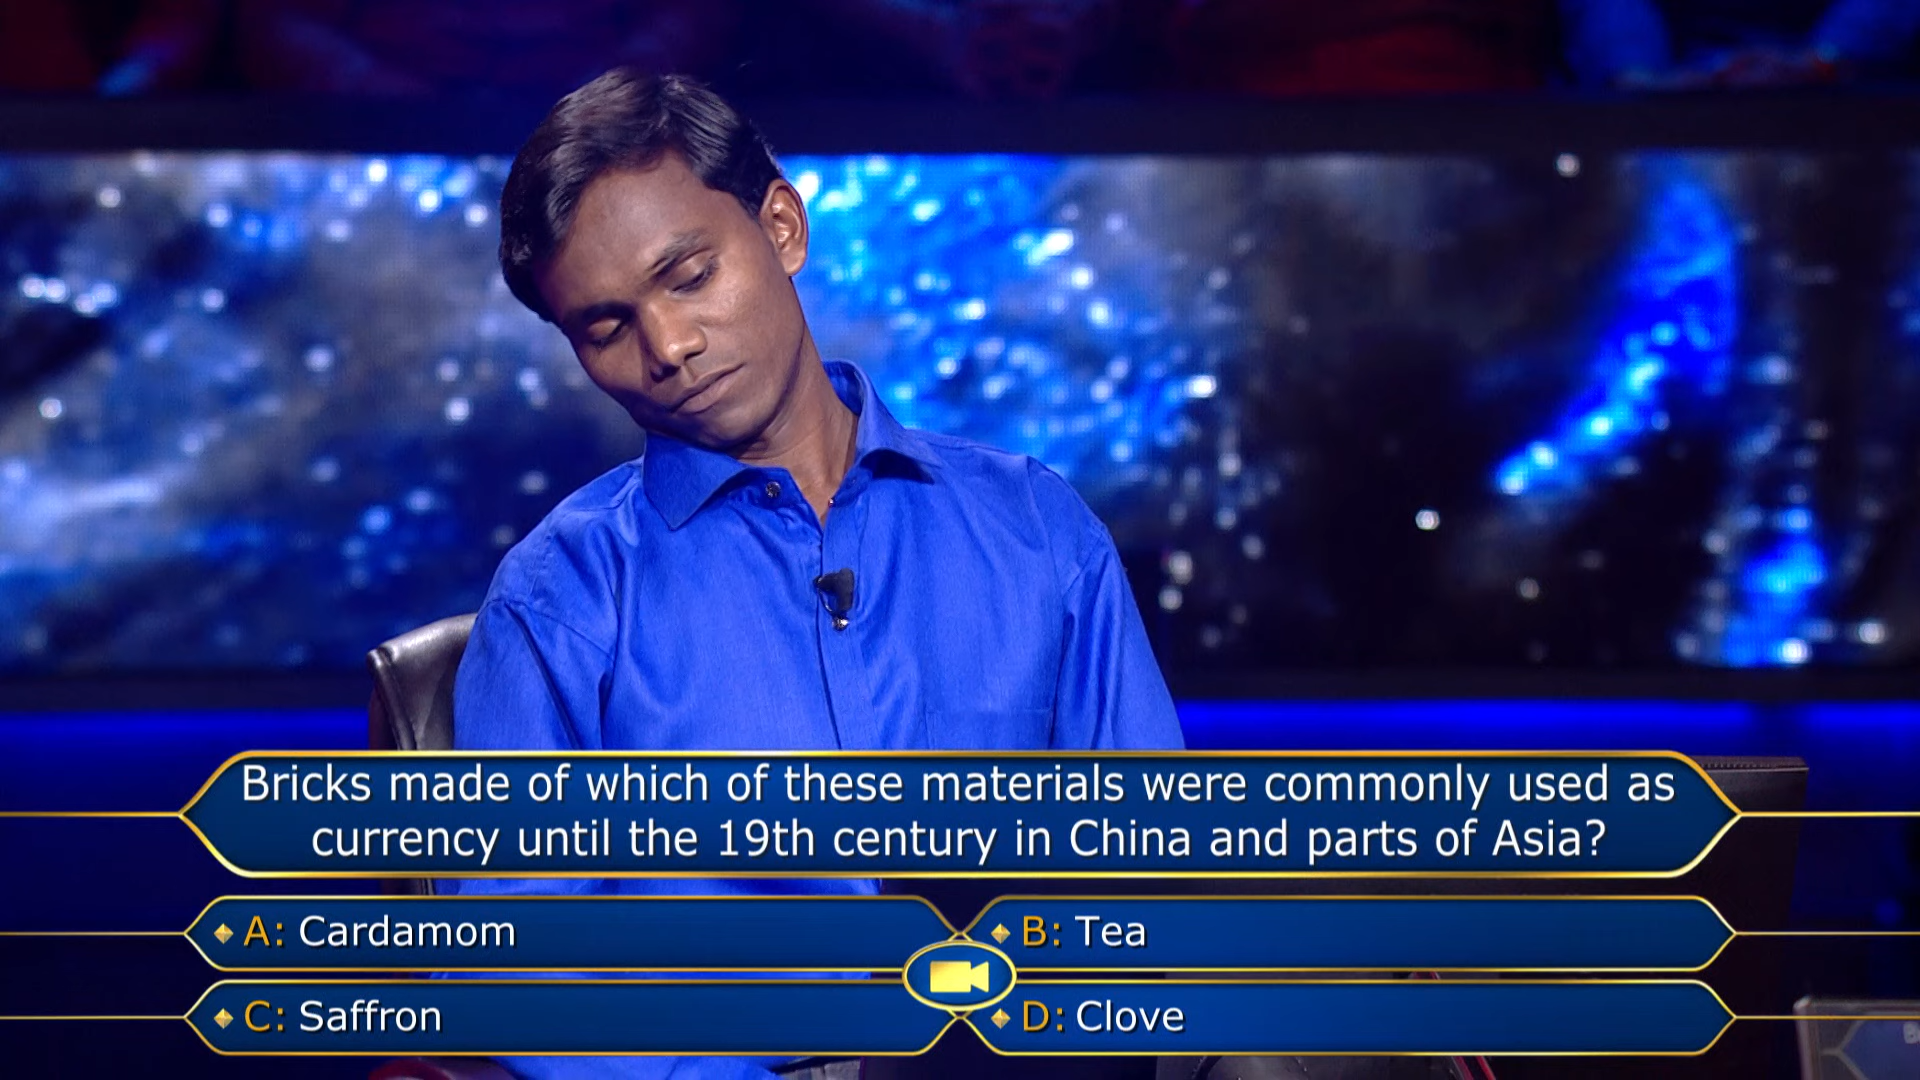 Bricks made of which of these materials were commonly used as
currency until the 19th century in China and parts of Asia?
A: Cardamom
B: Tea
C: Saffron
D: Clove